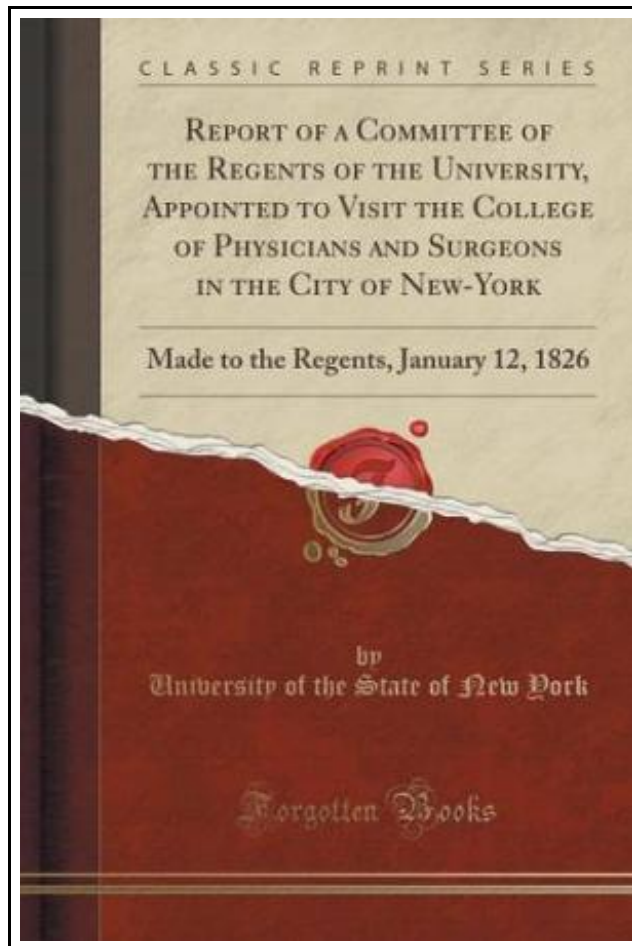 CLASSIC REPRINT SERIES
REPORT OF A COMMITTEE OF
THE REGENTS OF THE UNIVERSITY,
APPOINTED TO VISIT THE COLLEGE
OF PHYSICIANS AND SURGEONS
IN THE CITY OF NEW-YORK
Made to the Regents, January 12, 1826
by
University of the State of New York
Forgotten Books